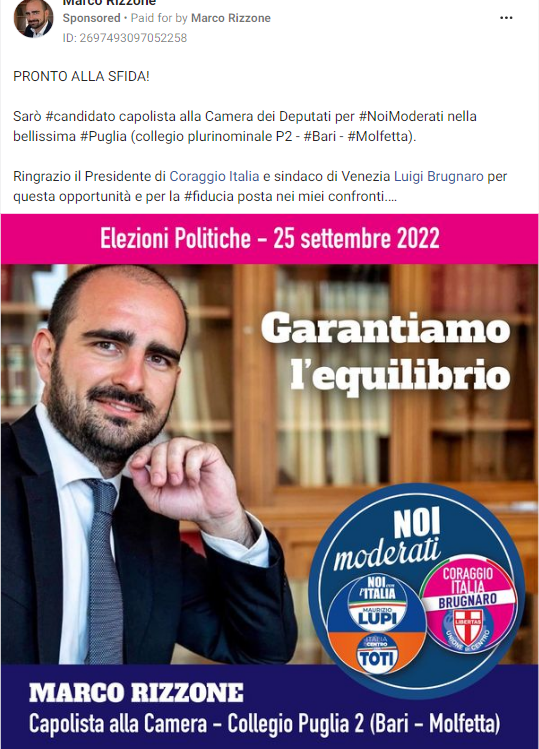 Marco Rizzone
Sponsored • Paid for by Marco Rizzone
ID: 2697493097052258
PRONTO ALLA SFIDA!
Sarò #candidato capolista alla Camera dei Deputati per #NoiModerati nella
bellissima #Puglia (collegio plurinominale P2 - #Bari - #Molfetta).
Ringrazio il Presidente di Coraggio Italia e sindaco di Venezia Luigi Brugnaro per
questa opportunità e per la #fiducia posta nei miei confronti....
Elezioni Politiche – 25 settembre 2022
Garantiamo
l'equilibrio
NOI
moderati
NOI CON
l'ITALIA
MAURIZIO
LUPI
ITALIA
CENTRO
TOTI
CORAGGIO
ITALIA
BRUGNARO
LIBERTAS
UNIONE DI CENTRO
MARCO RIZZONE
Capolista alla Camera – Collegio Puglia 2 (Bari – Molfetta)